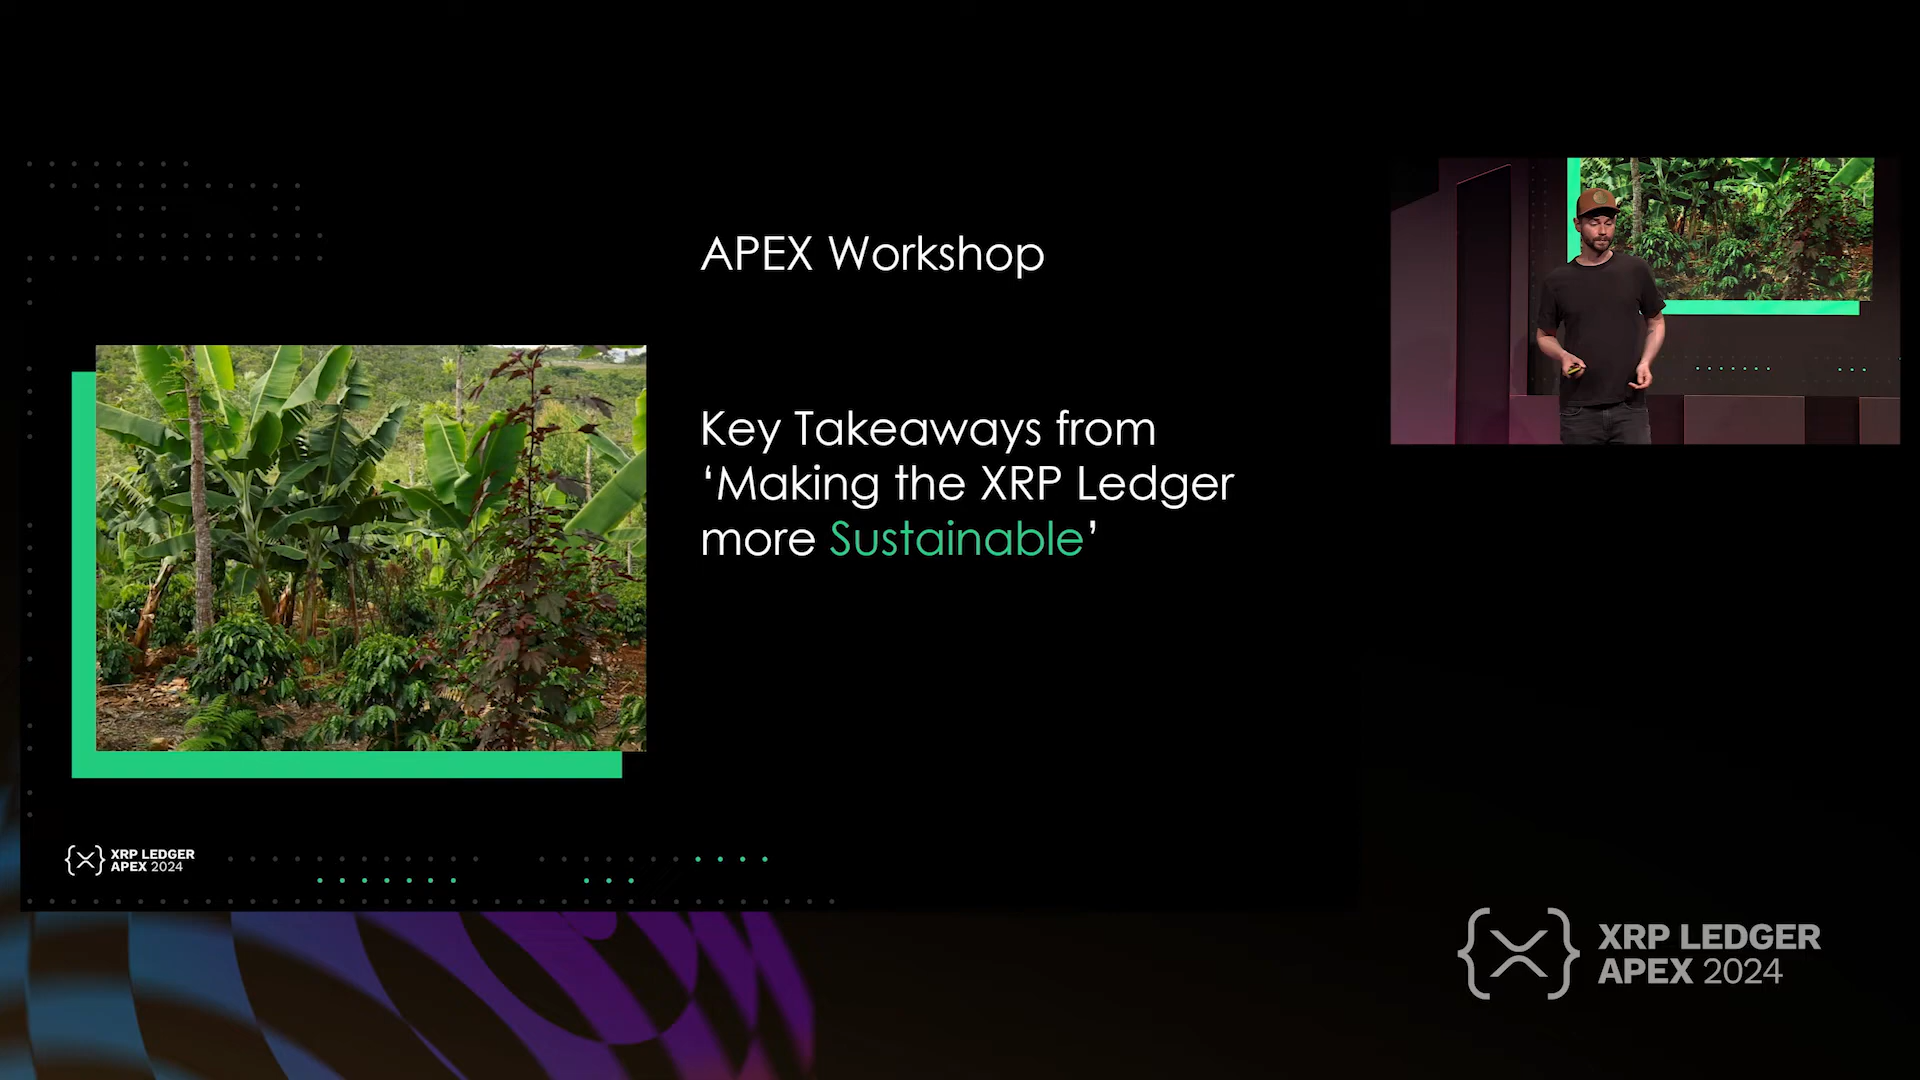 APEX Workshop
Key Takeaways from
‘Making the XRP Ledger
more Sustainable’
XRP LEDGER
APEX 2024
XRP LEDGER
APEX 2024